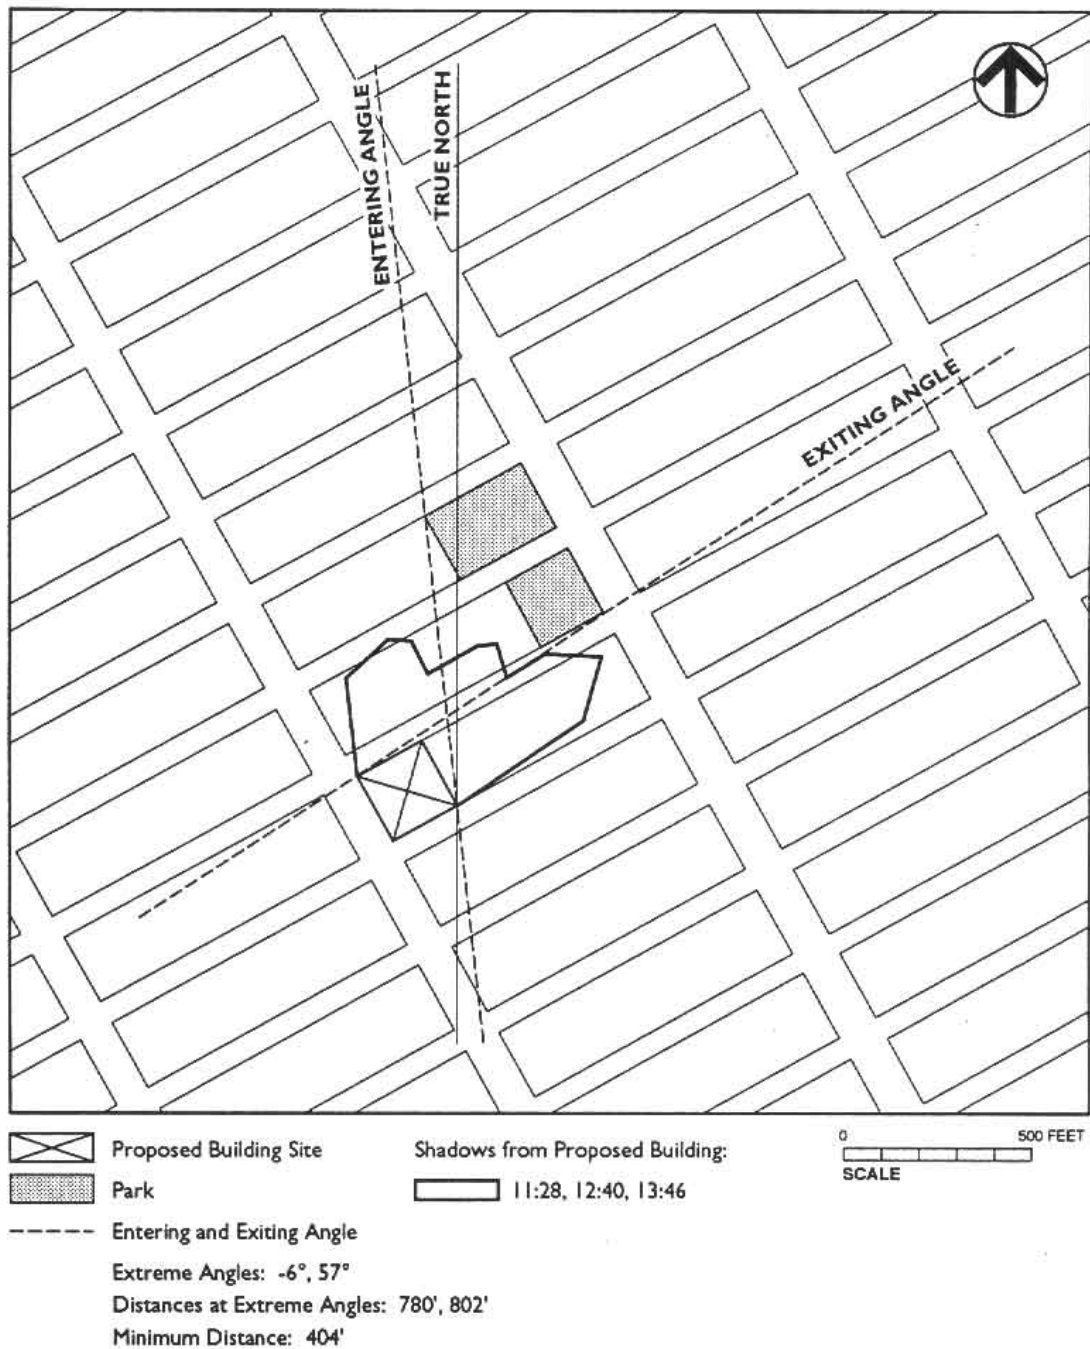 ENTERING ANGLE
TRUE NORTH
EXITING ANGLE
Proposed Building Site
Park
Entering and Exiting Angle
Extreme Angles: -6°, 57°
Distances at Extreme Angles: 780', 802'
Minimum Distance: 404'
Shadows from Proposed Building:
11:28, 12:40, 13:46
0 500 FEET
SCALE